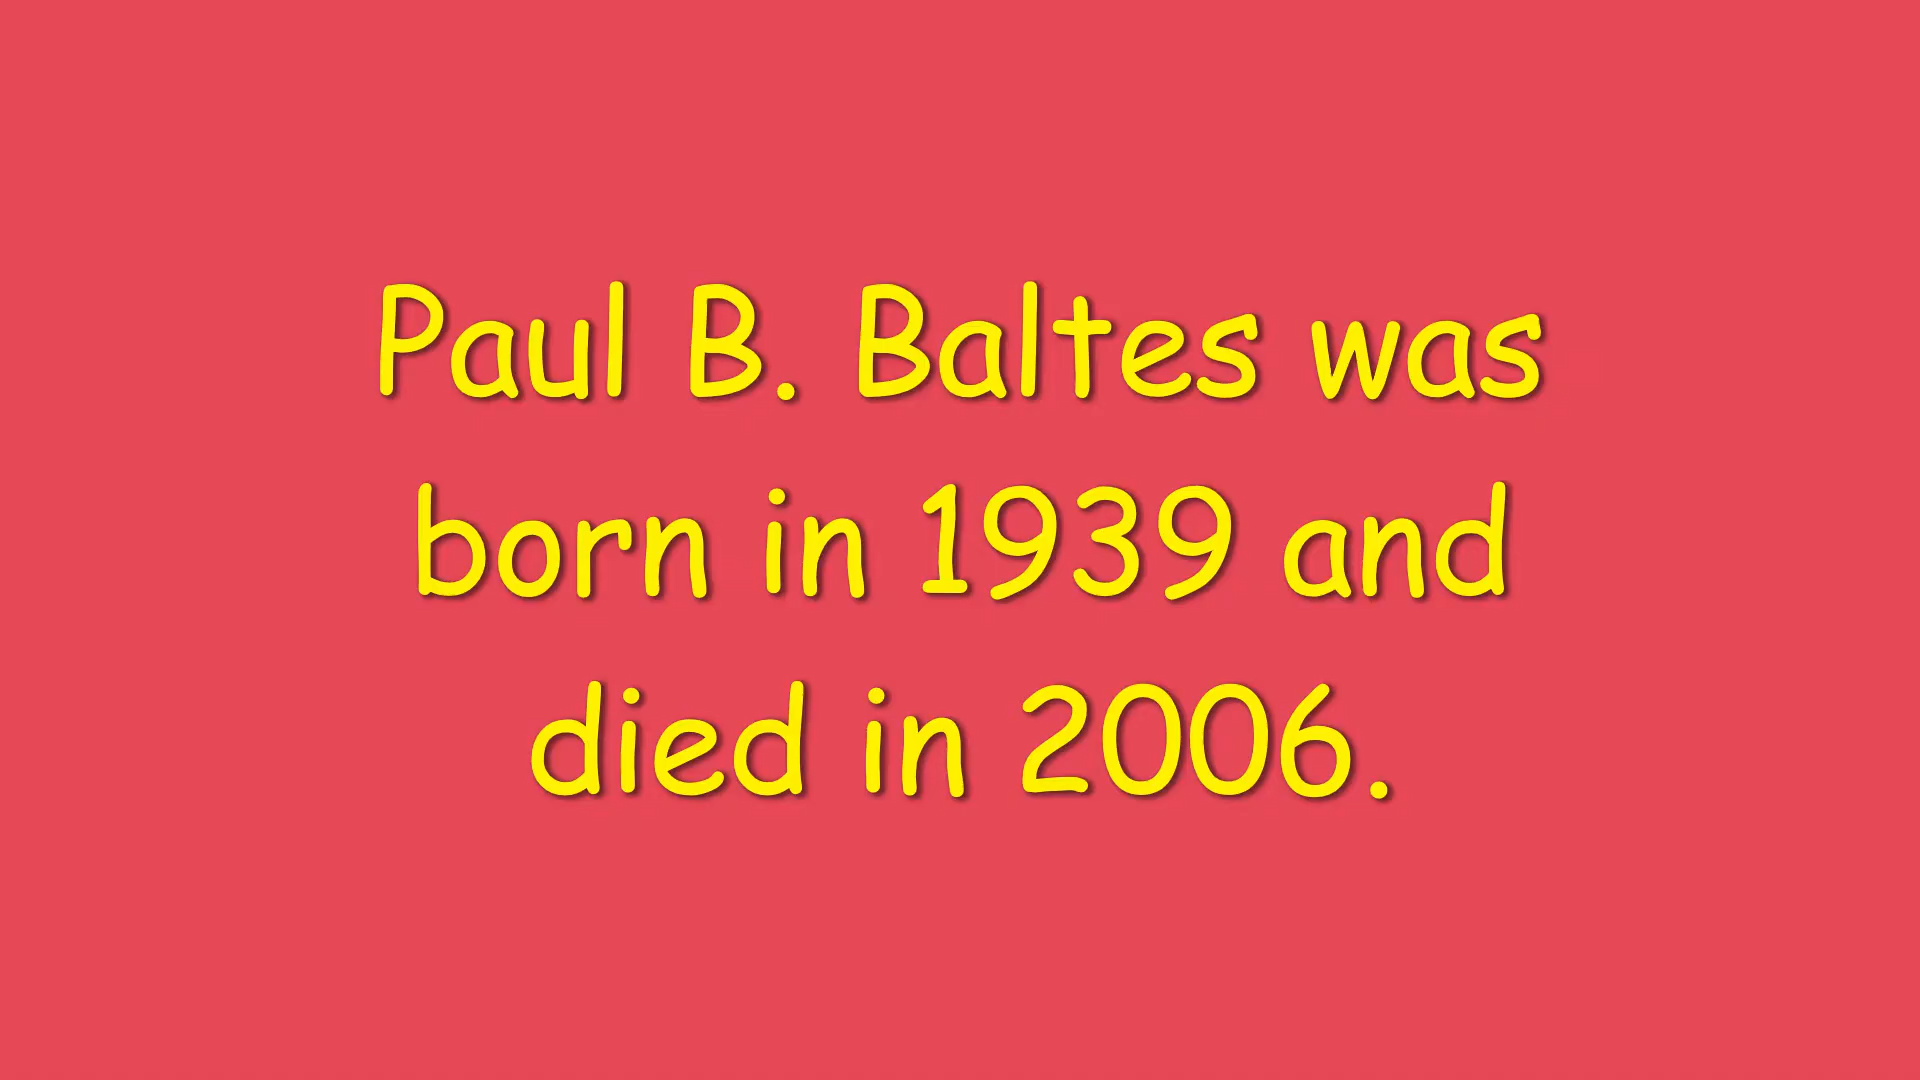 Paul B. Baltes was
born in 1939 and
died in 2006.